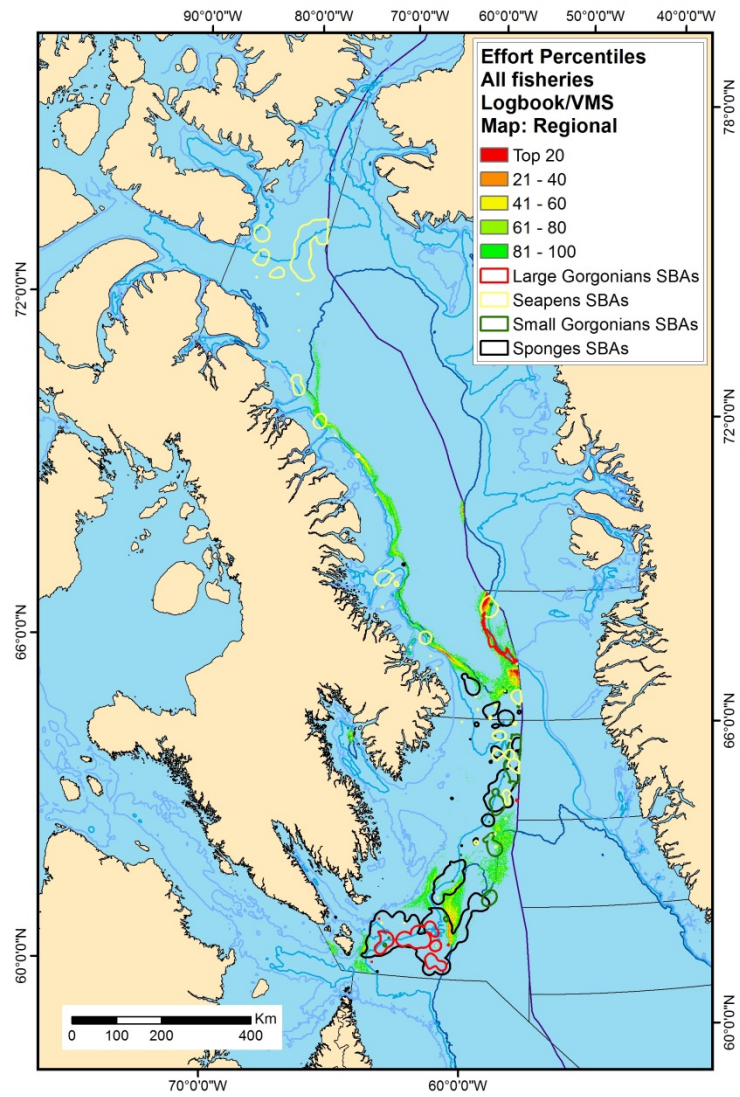 90°0'0"W 80°0'0"W 70°0'0"W 60°0'0"W 50°0'0"W 40°0'0"W
Effort Percentiles
All fisheries
Logbook/VMS
Map: Regional
Top 20
21 - 40
41 - 60
61 - 80
81 - 100
Large Gorgonians SBAs
Seapens SBAs
Small Gorgonians SBAs
Sponges SBAs
78°0'0"N
72°0'0"N
72°0'0"N
66°0'0"N
66°0'0"N
60°0'0"N
60°0'0"N
Km
0 100 200 400
70°0'0"W 60°0'0"W